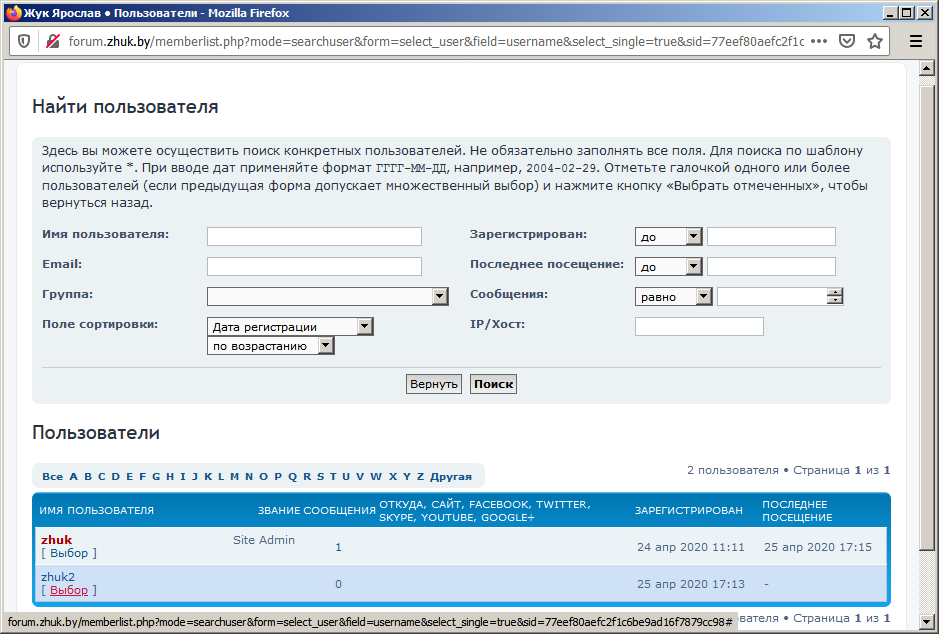 Жук Ярослав • Пользователи - Mozilla Firefox
forum.zhuk.by/memberlist.php?mode=searchuser&form=select_user&field=username&select_single=true&sid=77eef80aefc2f1c
Найти пользователя
Здесь вы можете осуществить поиск конкретных пользователей. Не обязательно заполнять все поля. Для поиска по шаблону
используйте *. При вводе дат применяйте формат ГГГГ-ММ-ДД, например, 2004-02-29. Отметьте галочкой одного или более
пользователей (если предыдущая форма допускает множественный выбор) и нажмите кнопку «Выбрать отмеченных», чтобы
вернуться назад.
Имя пользователя: Зарегистрирован: до
Email: Последнее посещение: до
Группа: Сообщения: равно
Поле сортировки: Дата регистрации IP/Хост:
по возрастанию
Вернуть Поиск
Пользователи
2 пользователя • Страница 1 из 1
Все A B C D E F G H I J K L M N O P Q R S T U V W X Y Z Другая
ИМЯ ПОЛЬЗОВАТЕЛЯ ЗВАНИЕ СООБЩЕНИЯ ОТКУДА, САЙТ, FACEBOOK, TWITTER, SKYPE, YOUTUBE, GOOGLE+ ЗАРЕГИСТРИРОВАН ПОСЛЕДНЕЕ ПОСЕЩЕНИЕ
zhuk Site Admin 1 24 апр 2020 11:11 25 апр 2020 17:15
[ Выбор ]
zhuk2 0 25 апр 2020 17:13 -
[ Выбор ]
2 пользователя • Страница 1 из 1
forum.zhuk.by/memberlist.php?mode=searchuser&form=select_user&field=username&select_single=true&sid=77eef80aefc2f1c6be9ad16f7879cc98#